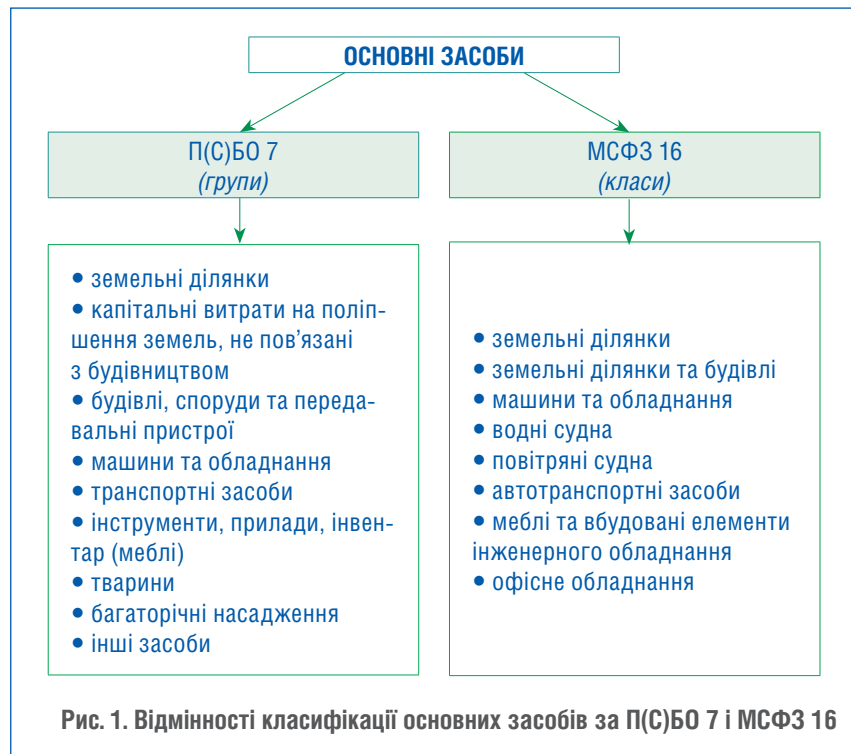 ОСНОВНІ ЗАСОБИ
П(С)БО 7
(групи)
• земельні ділянки
• капітальні витрати на поліп-
шення земель, не пов’язані
з будівництвом
• будівлі, споруди та переда-
вальні пристрої
• машини та обладнання
• транспортні засоби
• інструменти, прилади, інвен-
тар (меблі)
• тварини
• багаторічні насадження
• інші засоби
МСФЗ 16
(класи)
• земельні ділянки
• земельні ділянки та будівлі
• машини та обладнання
• водні судна
• повітряні судна
• автотранспортні засоби
• меблі та вбудовані елементи
інженерного обладнання
• офісне обладнання
Рис. 1. Відмінності класифікації основних засобів за П(С)БО 7 і МСФЗ 16